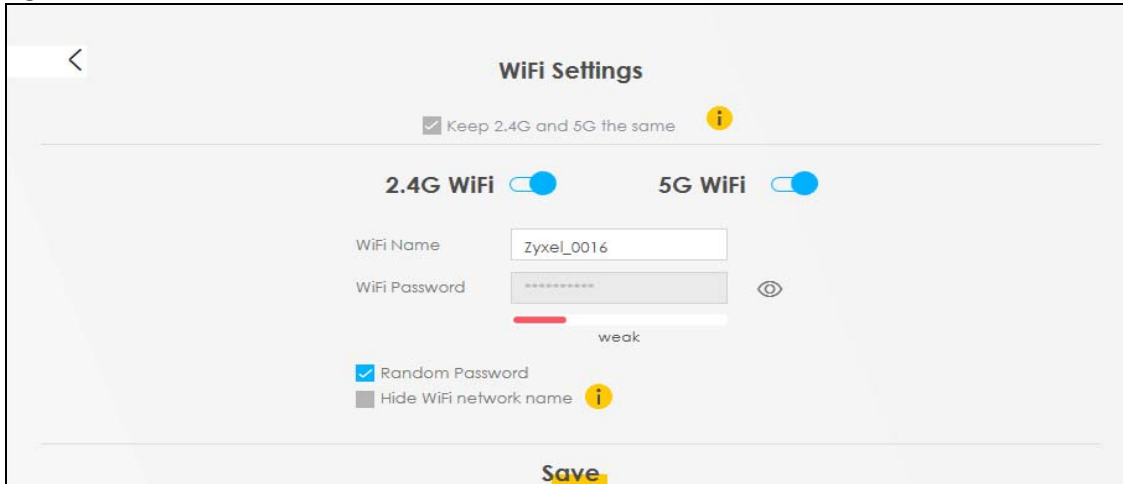 WiFi Settings
Keep 2.4G and 5G the same
2.4G WiFi 5G WiFi
WiFi Name Zyxel_0016
WiFi Password **********
weak
Random Password
Hide WiFi network name
Save